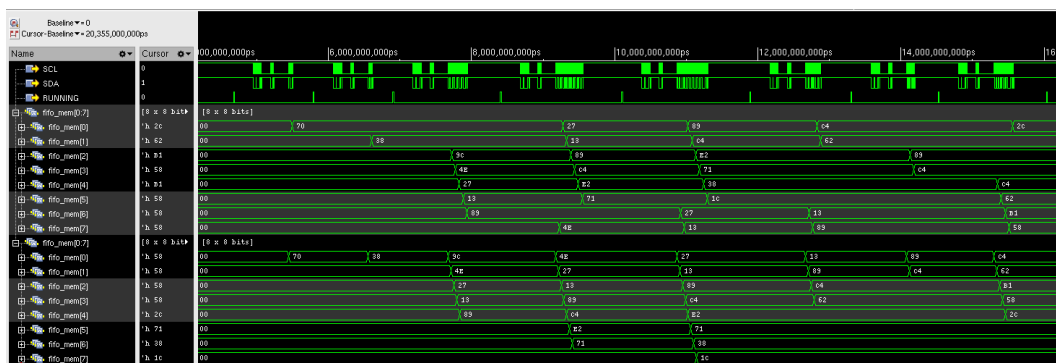 Baseline ▾= 0
Cursor-Baseline ▾= 20,355,000,000ps
Name Cursor 00,000,000ps 6,000,000,000ps 8,000,000,000ps 10,000,000,000ps 12,000,000,000ps 14,000,000,000ps 16
SCL 0
SDA 1
RUNNING 0
fifo_mem[0:7] [8 x 8 bit [8 x 8 bits]
fifo_mem[0] 'h 2C 00 70 27 89 C4 2C
fifo_mem[1] 'h 62 00 38 13 C4 62
fifo_mem[2] 'h B1 00 9C 89 E2 89
fifo_mem[3] 'h 58 00 4E C4 71 C4
fifo_mem[4] 'h B1 00 27 E2 38 C4
fifo_mem[5] 'h 58 00 13 71 1C 62
fifo_mem[6] 'h 58 00 89 27 13 B1
fifo_mem[7] 'h 58 00 4E 13 89 58
fifo_mem[0:7] [8 x 8 bit [8 x 8 bits]
fifo_mem[0] 'h 58 00 70 38 9C 4E 27 13 89 C4
fifo_mem[1] 'h 58 00 4E 27 13 89 C4 62
fifo_mem[2] 'h 58 00 27 13 89 C4 B1
fifo_mem[3] 'h 58 00 13 89 C4 62 58
fifo_mem[4] 'h 2C 00 89 C4 E2 2C
fifo_mem[5] 'h 71 00 E2 71
fifo_mem[6] 'h 38 00 71 38
fifo_mem[7] 'h 1C 00 1C